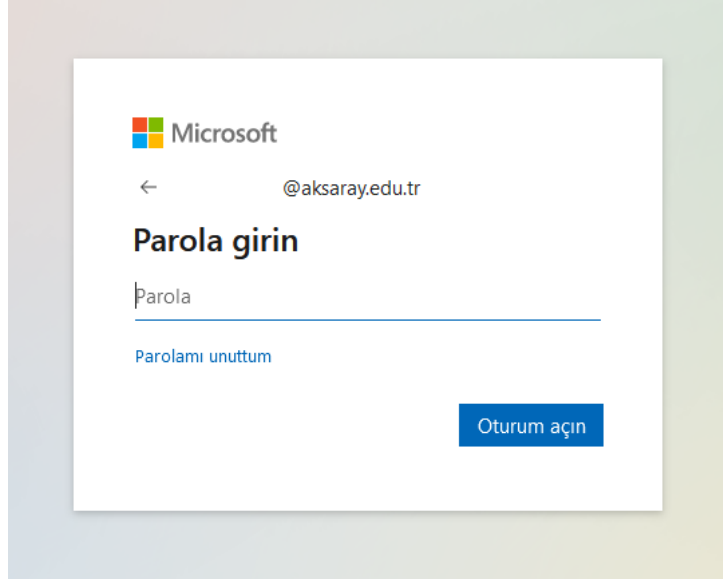 Microsoft
@aksaray.edu.tr
Parola girin
Parola
Parolamı unuttum
Oturum açın